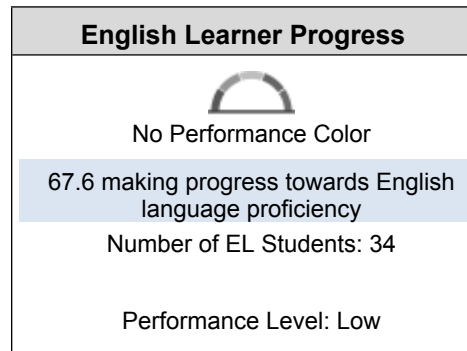 English Learner Progress
No Performance Color
67.6 making progress towards English
language proficiency
Number of EL Students: 34
Performance Level: Low